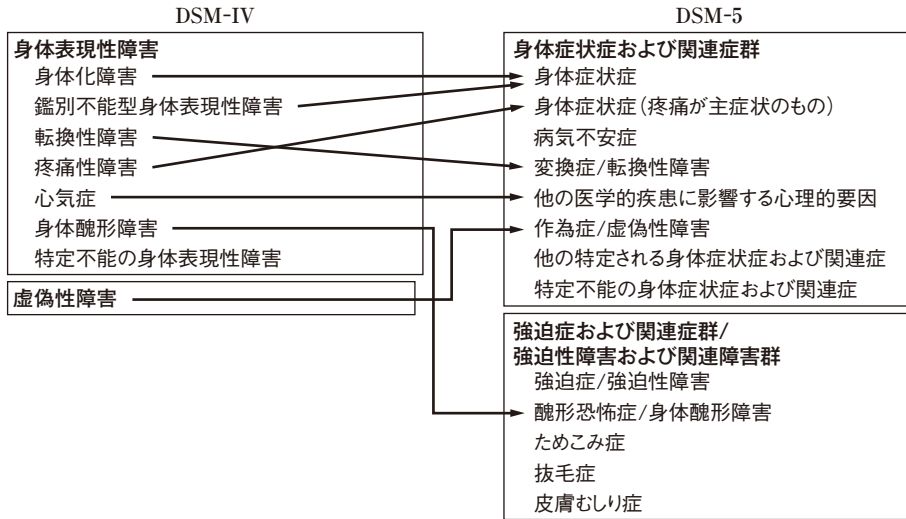 DSM-IV
身体表現性障害
身体化障害
鑑別不能型身体表現性障害
転換性障害
疼痛性障害
心気症
身体醜形障害
特定不能の身体表現性障害
虚偽性障害
DSM-5
身体症状症および関連症群
身体症状症
身体症状症（疼痛が主症状のもの）
病気不安症
変換症/転換性障害
他の医学的疾患に影響する心理的要因
作為症/虚偽性障害
他の特定される身体症状症および関連症
特定不能の身体症状症および関連症
強迫症および関連症群/
強迫性障害および関連障害群
強迫症/強迫性障害
醜形恐怖症/身体醜形障害
ためこみ症
抜毛症
皮膚むしり症